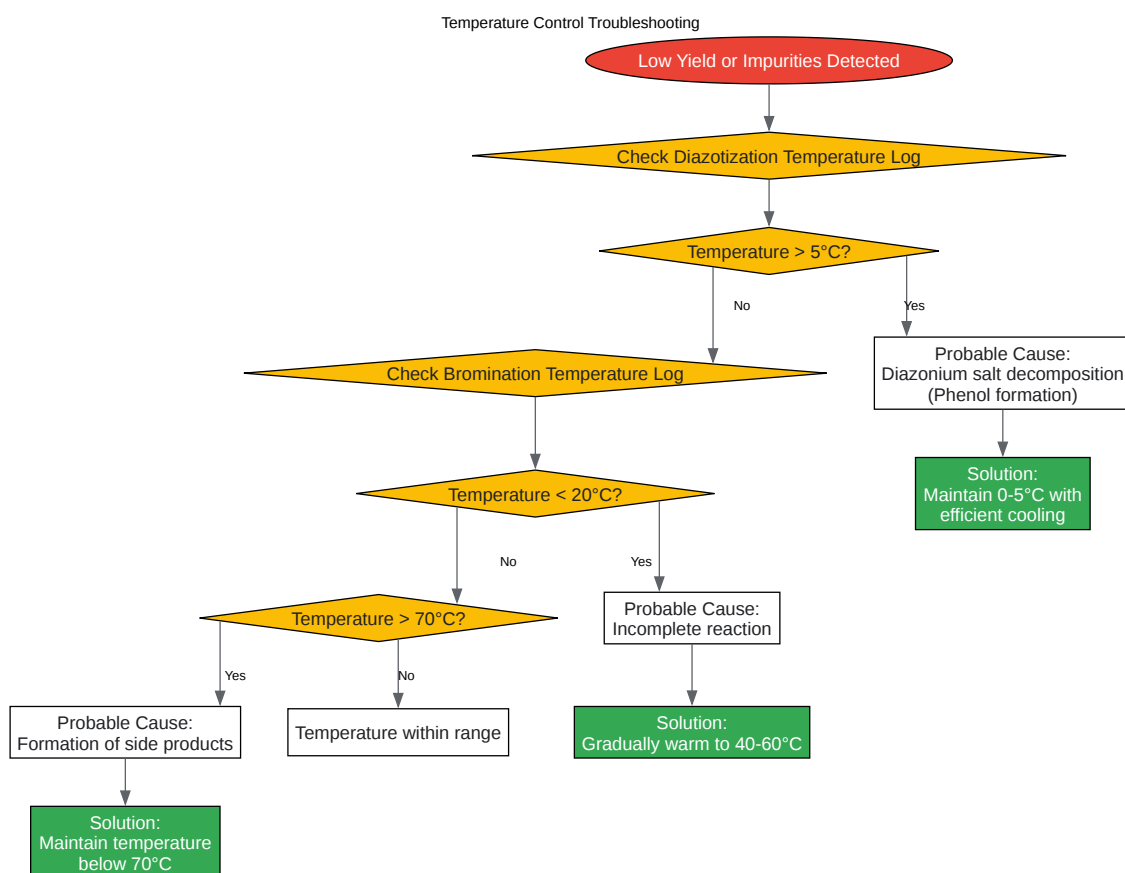 Temperature Control Troubleshooting
Low Yield or Impurities Detected
Check Diazotization Temperature Log
Temperature > 5°C?
No
Yes
Probable Cause:
Diazonium salt decomposition
(Phenol formation)
Check Bromination Temperature Log
Solution:
Maintain 0-5°C with
efficient cooling
Temperature < 20°C?
No
Yes
Probable Cause:
Incomplete reaction
Temperature > 70°C?
Yes
No
Probable Cause:
Formation of side products
Temperature within range
Solution:
Gradually warm to 40-60°C
Solution:
Maintain temperature
below 70°C